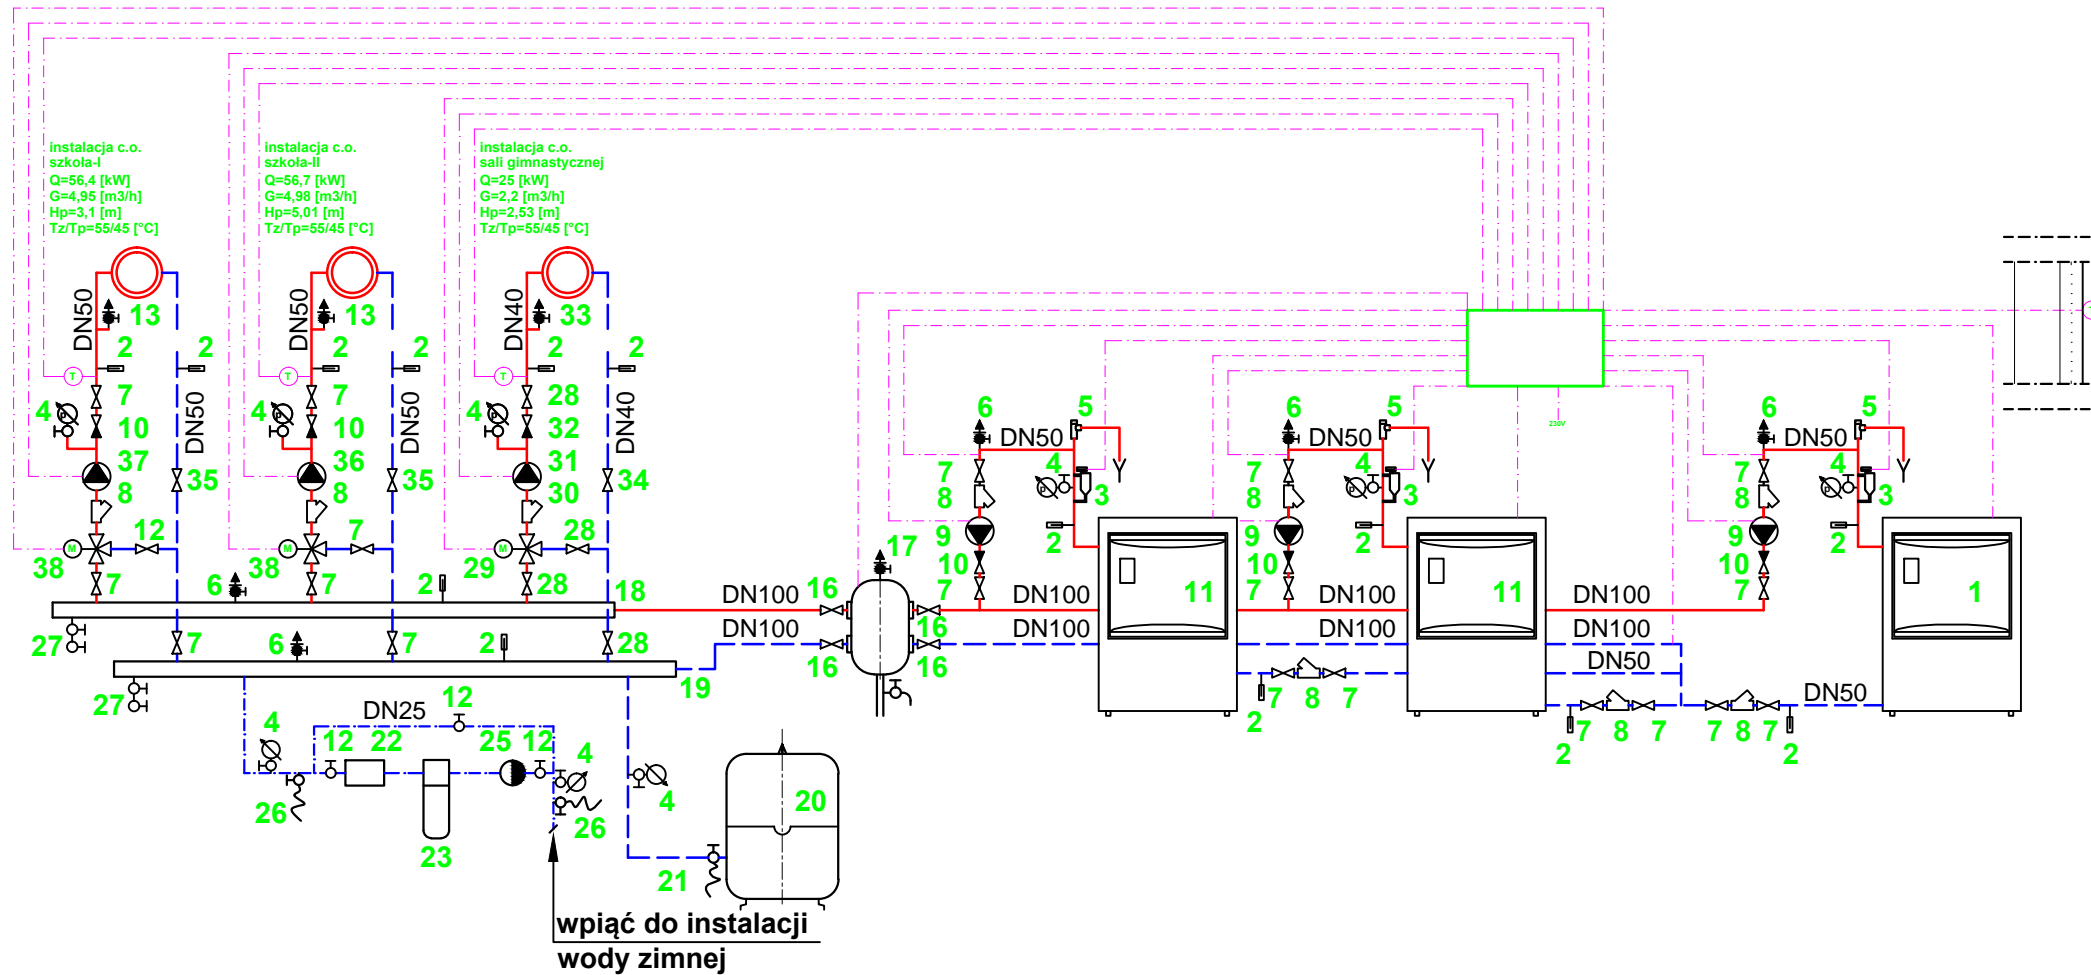 instalacja c.o.
szkoła-I
Q=56,4 [kW]
G=4,95 [m3/h]
Hp=3,1 [m]
Tz/Tp=55/45 [°C]
instalacja c.o.
szkoła-II
Q=56,7 [kW]
G=4,98 [m3/h]
Hp=5,01 [m]
Tz/Tp=55/45 [°C]
instalacja c.o.
sali gimnastycznej
Q=25 [kW]
G=2,2 [m3/h]
Hp=2,53 [m]
Tz/Tp=55/45 [°C]
DN50
13
DN50
13
DN40
33
2
2
2
2
2
2
T
T
T
7
7
28
4
10
DN50
4
10
DN50
4
32
DN40
37
36
31
8
35
8
35
30
34
12
7
28
M
M
M
38
38
29
7
7
28
6
2
18
27
7
7
28
6
2
19
27
230V
6
5
6
5
6
5
DN50
DN50
DN50
7
4
7
4
7
4
8
3
8
3
8
3
9
2
9
2
9
2
10
10
10
7
7
7
17
DN100
16
16
DN100
DN100
DN100
DN100
16
16
DN100
DN100
DN100
11
11
1
DN50
DN50
7
8
7
2
7
8
7
7
8
7
2
2
12
DN25
4
12
22
25
12
4
26
23
26
4
20
21
wpiąć do instalacji
wody zimnej